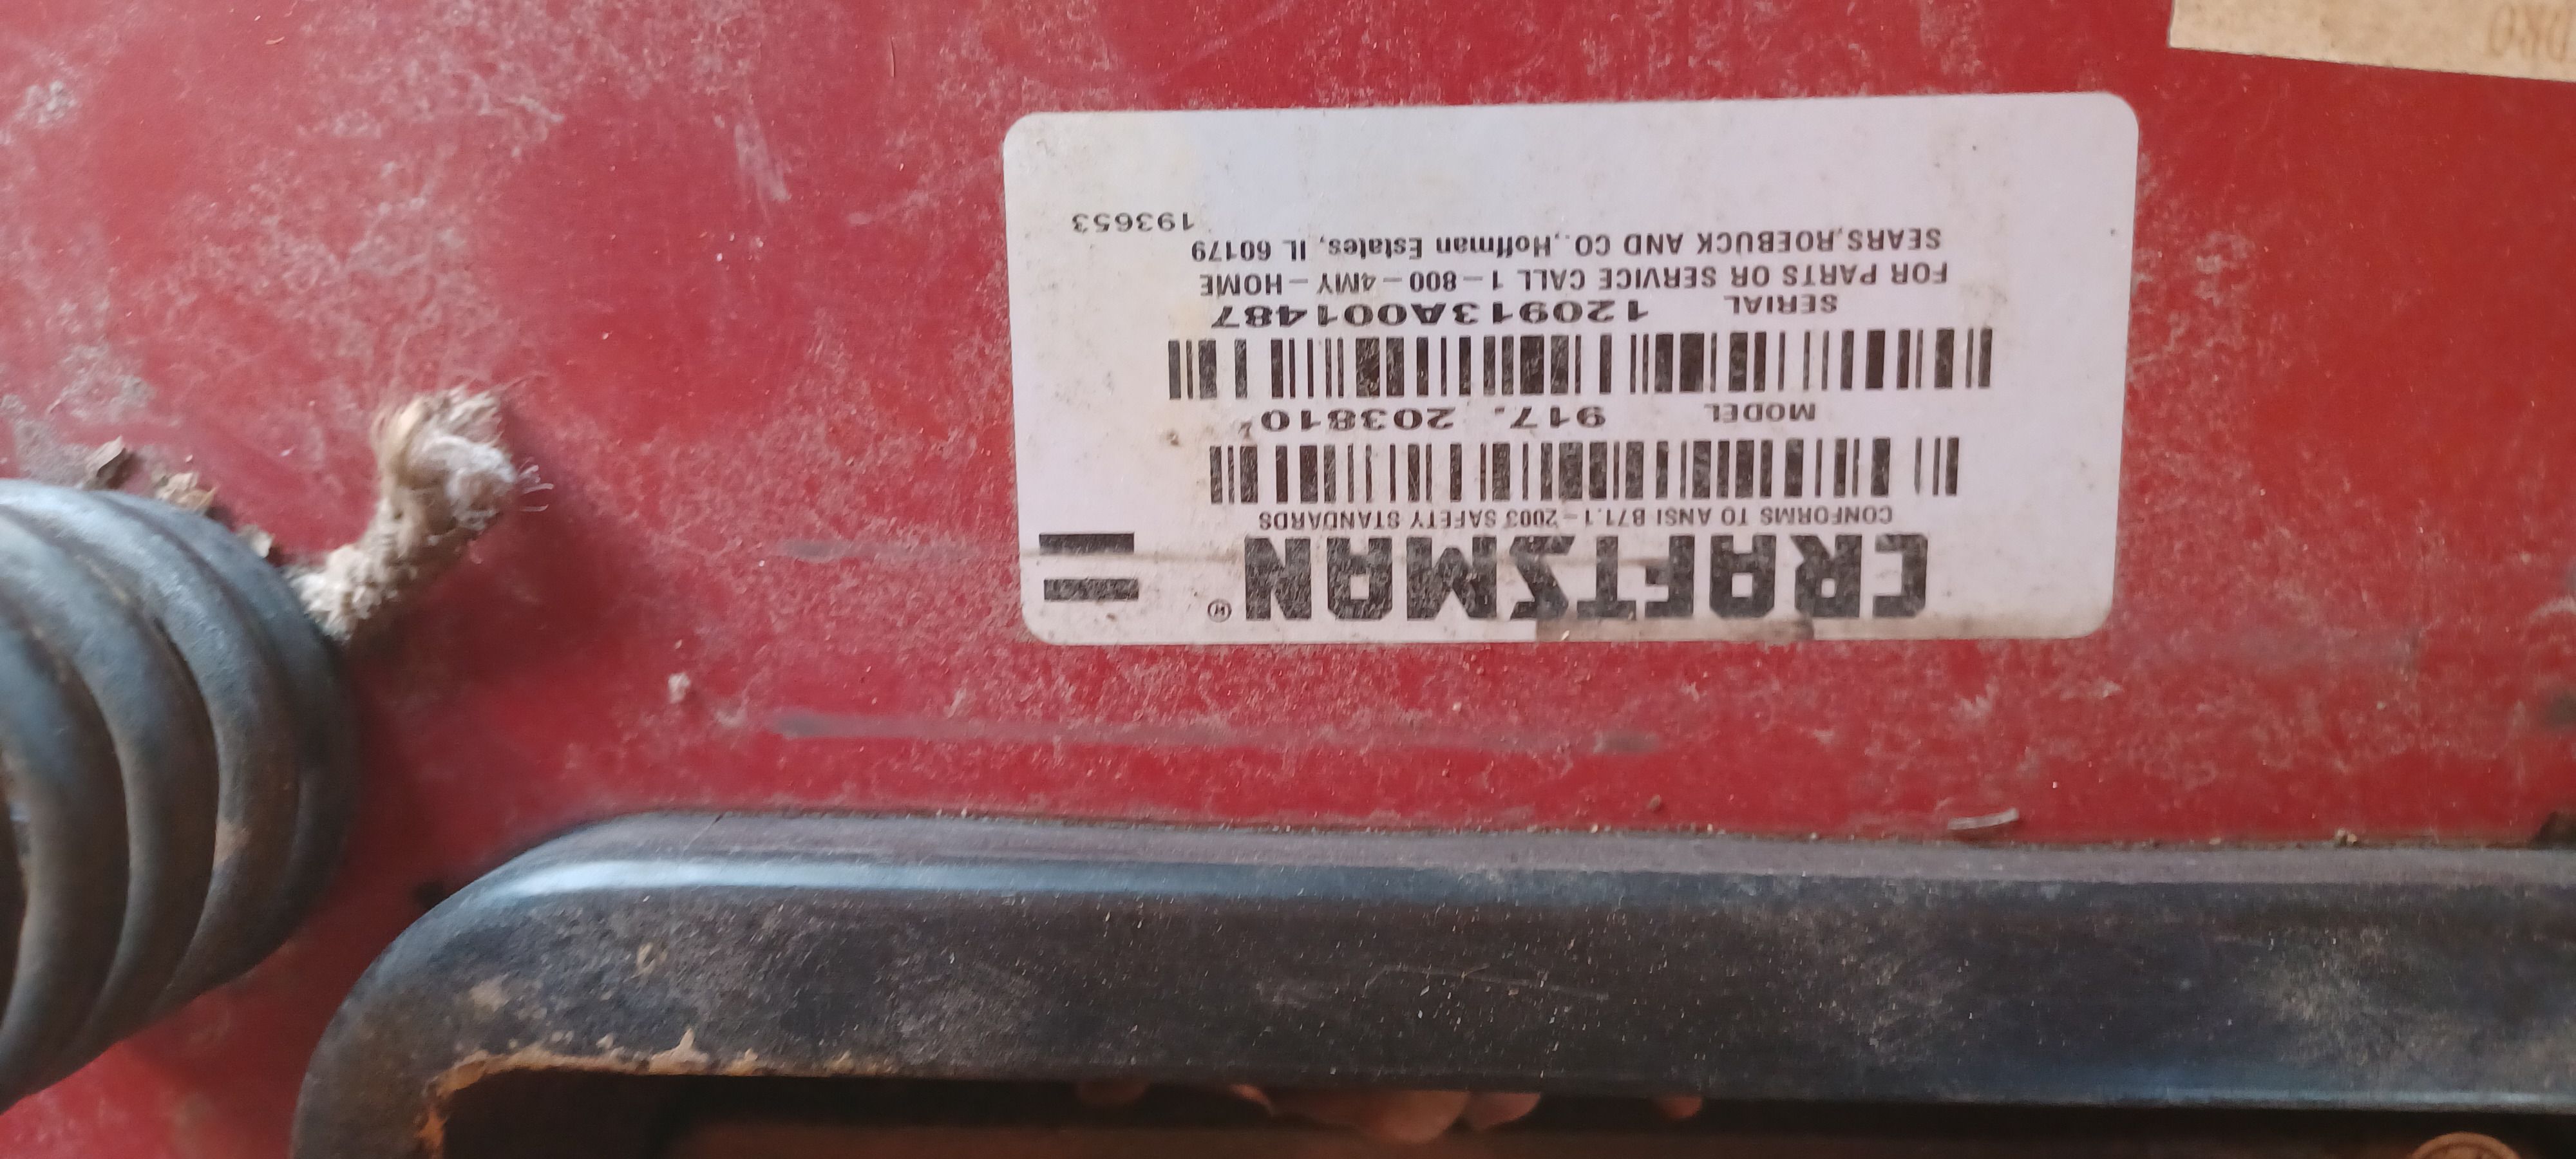 CRAFTSMAN®
CONFORMS TO ANSI B71.1-2003 SAFETY STANDARDS
MODEL 917. 203810
SERIAL 120913A001487
FOR PARTS OR SERVICE CALL 1-800-4MY-HOME
SEARS,ROEBUCK AND CO.,Hoffman Estates, IL 60179
193653